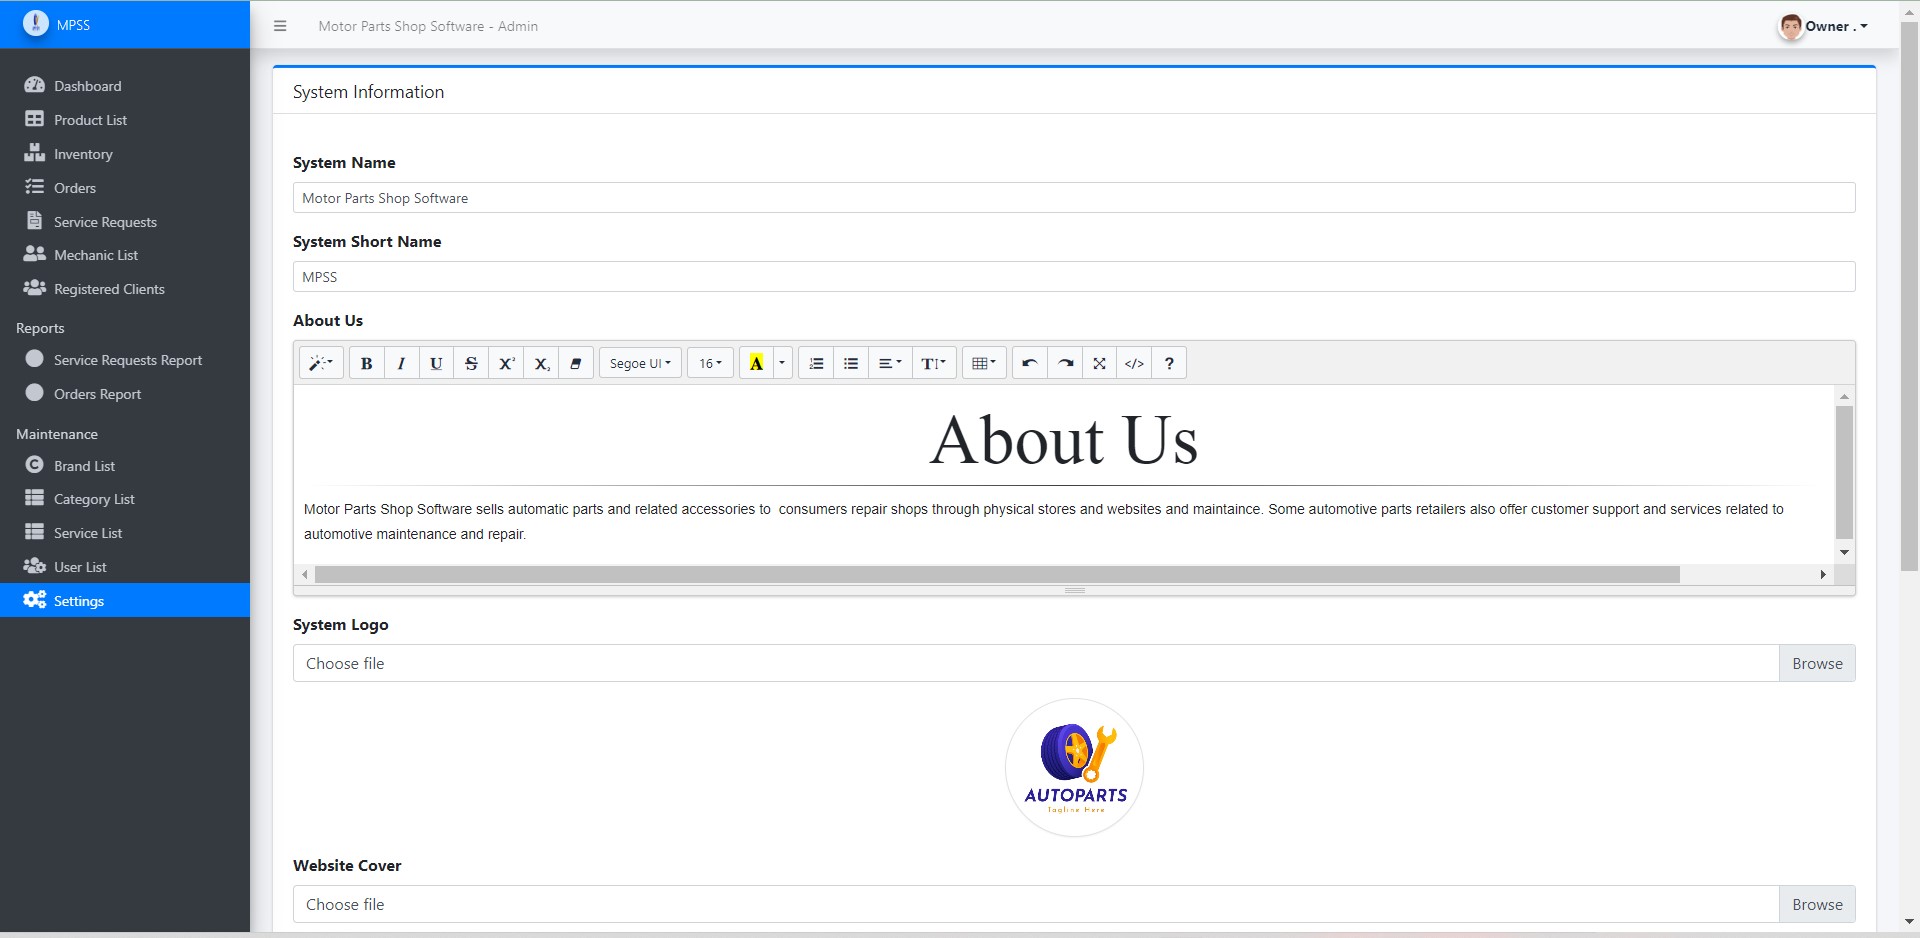 MPSS
Motor Parts Shop Software - Admin
Owner .
Dashboard
Product List
Inventory
Orders
Service Requests
Mechanic List
Registered Clients
Reports
Service Requests Report
Orders Report
Maintenance
Brand List
Category List
Service List
User List
Settings
System Information
System Name
Motor Parts Shop Software
System Short Name
MPSS
About Us
B I U S X² X₂ Segoe UI 16 A TI </> ?
About Us
Motor Parts Shop Software sells automatic parts and related accessories to  consumers repair shops through physical stores and websites and maintaince. Some automotive parts retailers also offer customer support and services related to
automotive maintenance and repair.
System Logo
Choose file Browse
AUTOPARTS
Tagline Here
Website Cover
Choose file Browse